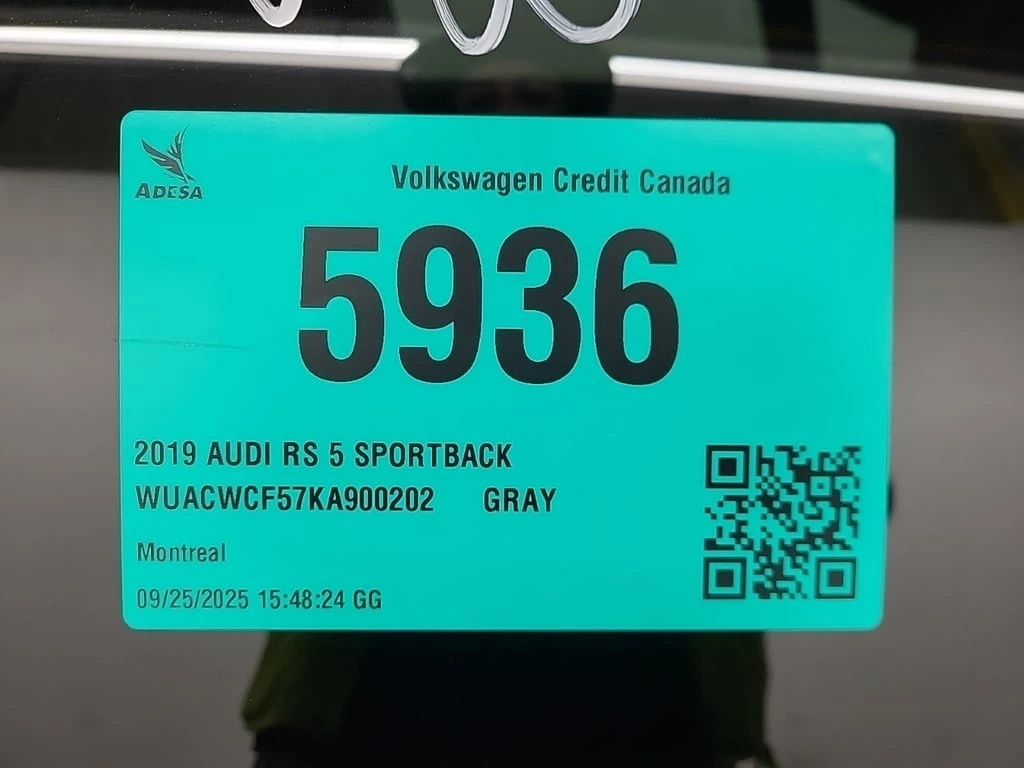 ADESA
Volkswagen Credit Canada
5936
2019 AUDI RS 5 SPORTBACK
WUACWCF57KA900202 GRAY
Montreal
09/25/2025 15:48:24 GG